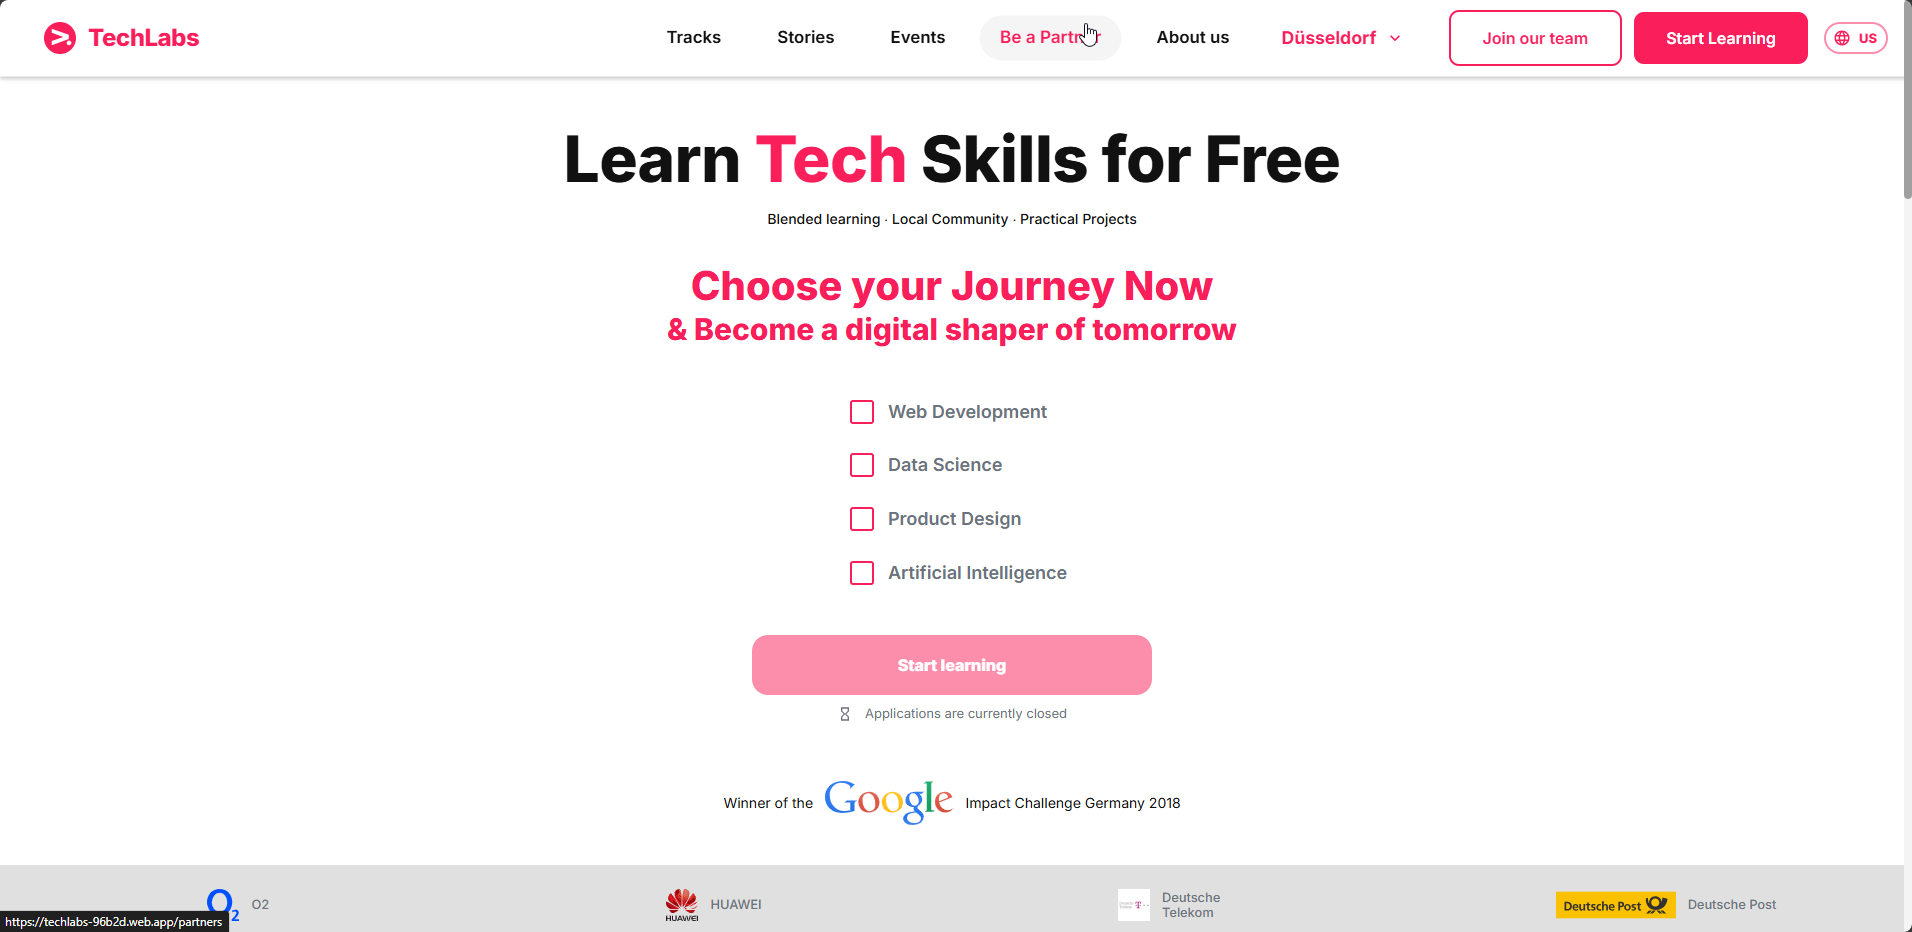 TechLabs
Tracks
Stories
Events
Be a Partner
About us
Düsseldorf
Join our team
Start Learning
US
Learn Tech Skills for Free
Blended learning · Local Community · Practical Projects
Choose your Journey Now
& Become a digital shaper of tomorrow
Web Development
Data Science
Product Design
Artificial Intelligence
Start learning
Applications are currently closed
Winner of the Google Impact Challenge Germany 2018
O2
O2
HUAWEI
HUAWEI
T
Deutsche
Telekom
Deutsche Post
Deutsche Post
https://techlabs-96b2d.web.app/partners